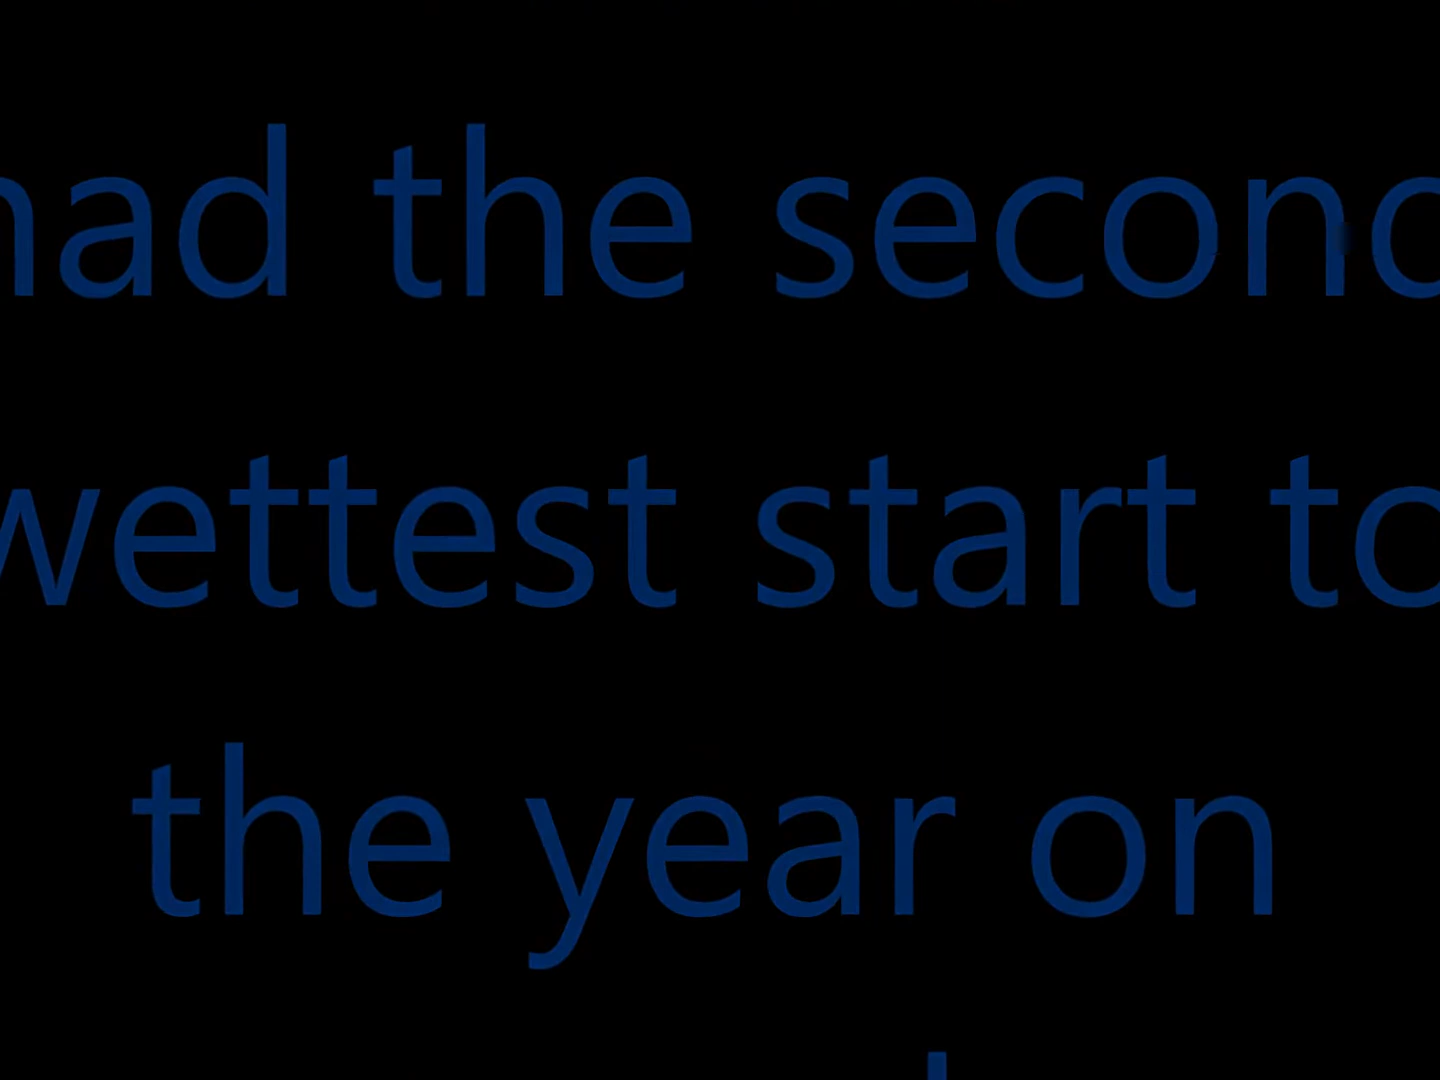 had the second
wettest start to
the year on